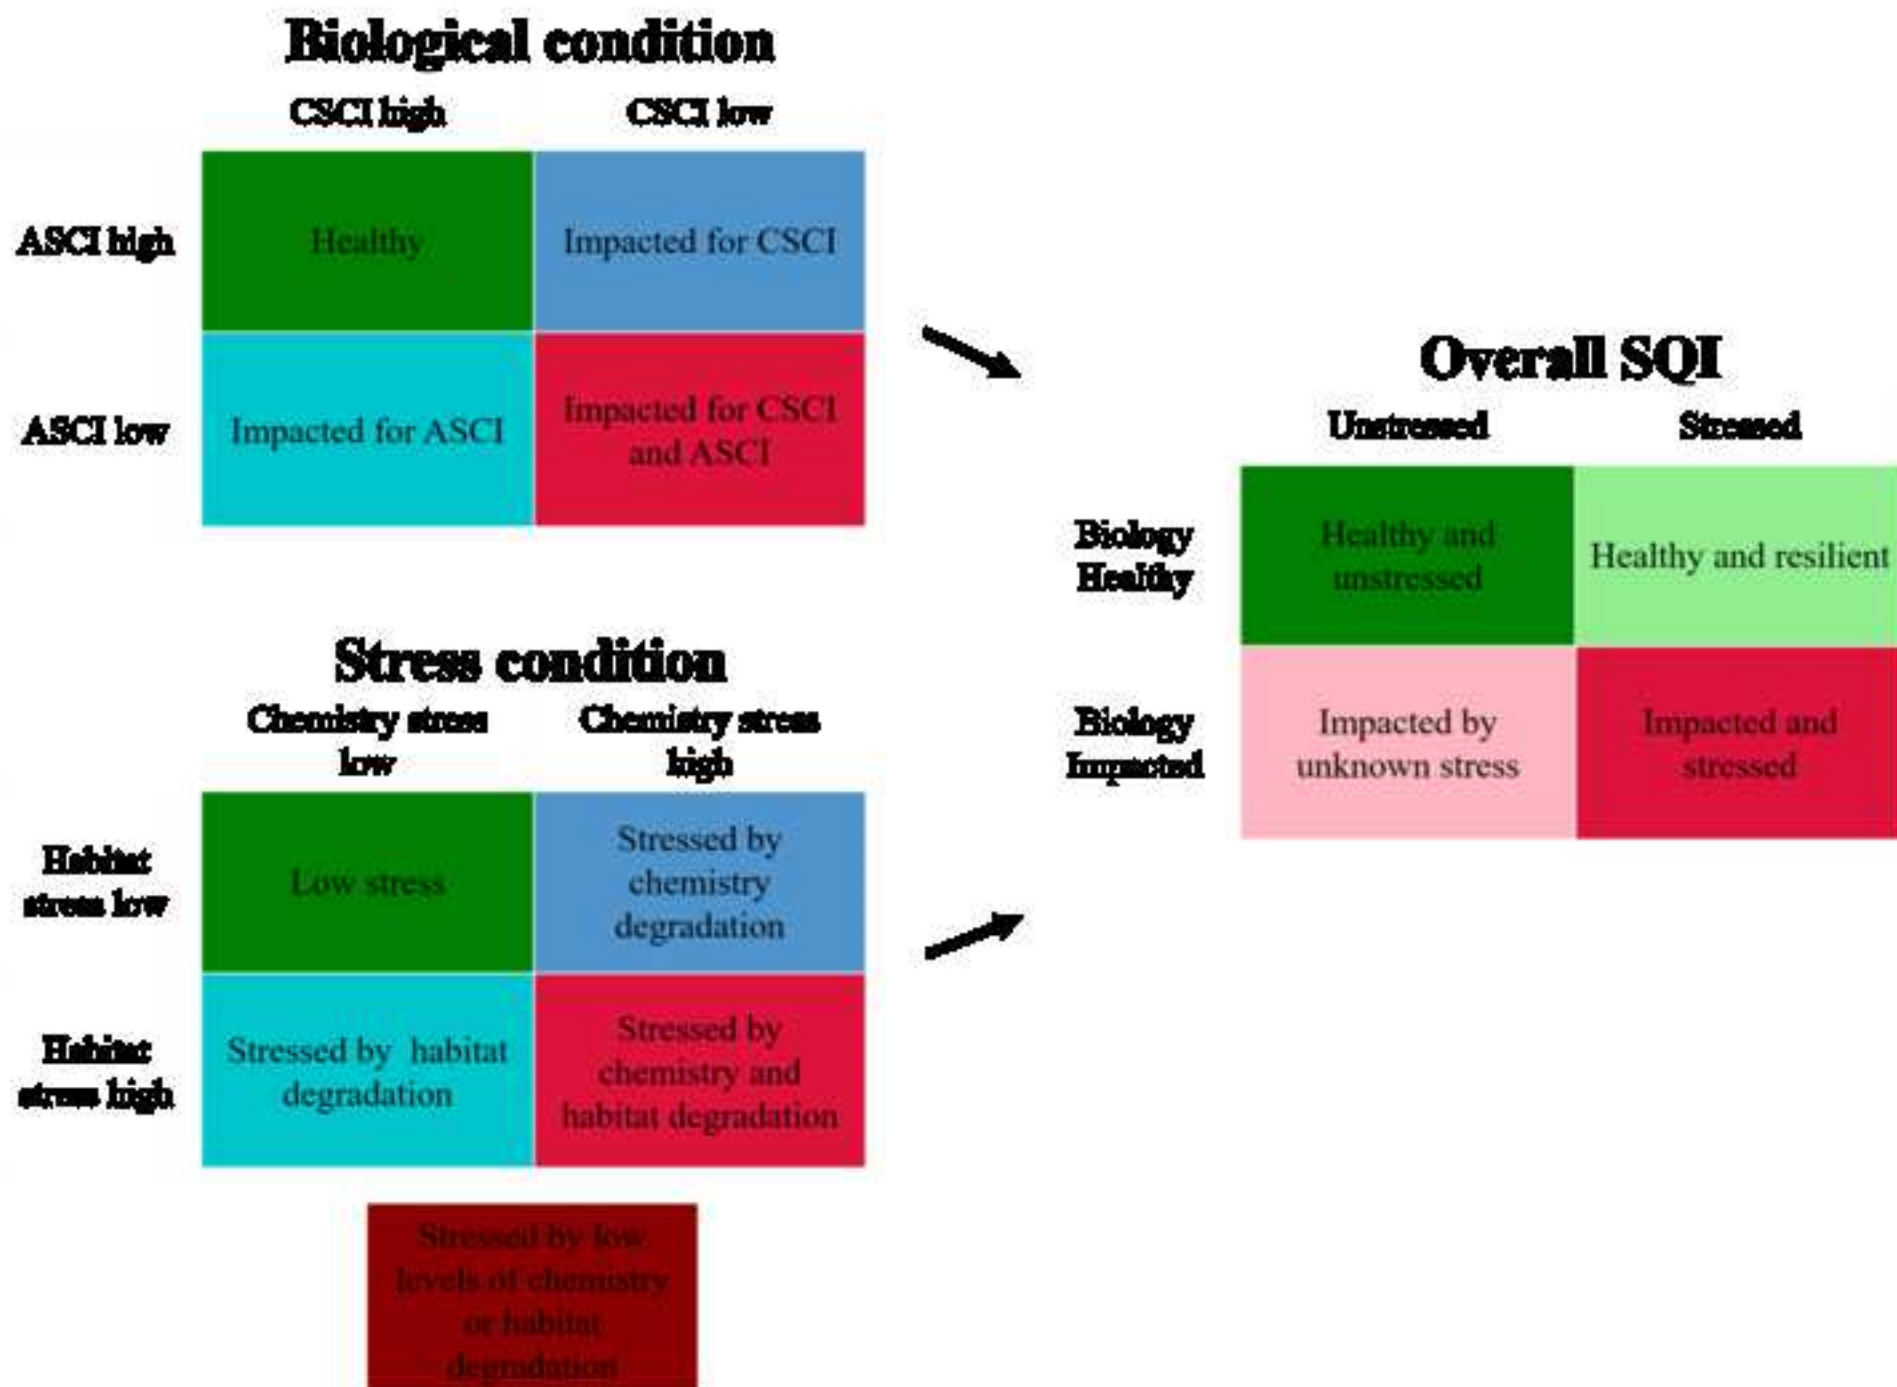 Biological condition
CSCI high
CSCI low
ASCI high
Healthy
Impacted for CSCI
ASCI low
Impacted for ASCI
Impacted for CSCI
and ASCI
Stress condition
Chemistry stress
low
Chemistry stress
high
Habitat
stress low
Low stress
Stressed by
chemistry
degradation
Habitat
stress high
Stressed by habitat
degradation
Stressed by
chemistry and
habitat degradation
Stressed by low
levels of chemistry
or habitat
degradation
Overall SQI
Unstressed
Stressed
Biology
Healthy
Healthy and
unstressed
Healthy and resilient
Biology
Impacted
Impacted by
unknown stress
Impacted and
stressed